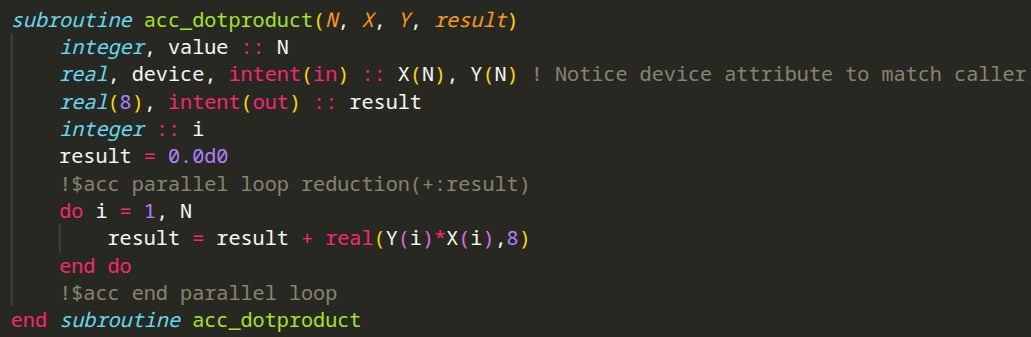 subroutine acc_dotproduct(N, X, Y, result)
    integer, value :: N
    real, device, intent(in) :: X(N), Y(N) ! Notice device attribute to match caller
    real(8), intent(out) :: result
    integer :: i
    result = 0.0d0
    !$acc parallel loop reduction(+:result)
    do i = 1, N
        result = result + real(Y(i)*X(i),8)
    end do
    !$acc end parallel loop
end subroutine acc_dotproduct